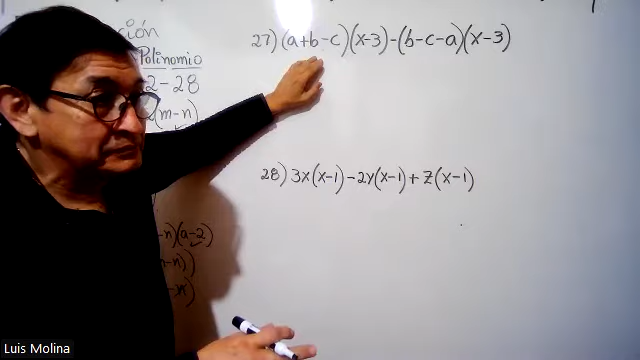 ción
Polinomio
2-28
(m-n)
27) (a+b-c)(x-3)-(b-c-a)(x-3)
28) 3x(x-1)-2y(x-1)+z(x-1)
-n)(a-2)
-n)
-n)
Luis Molina